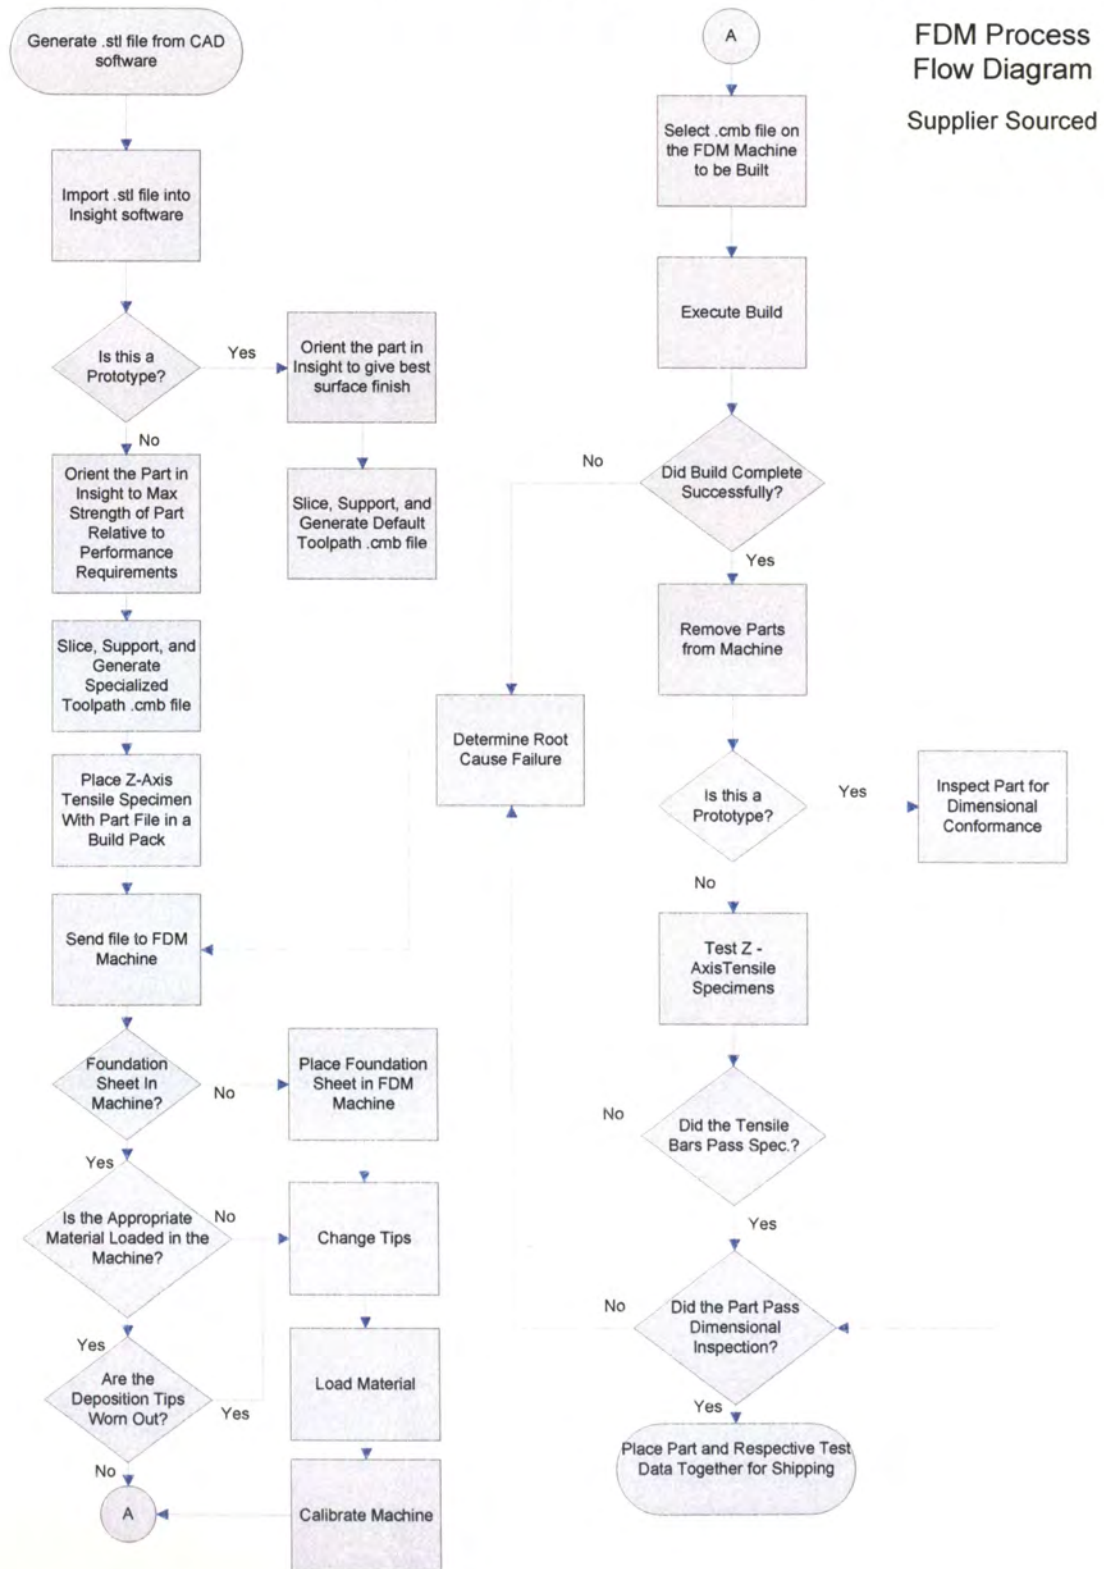 FDM Process
Flow Diagram
Supplier Sourced
Generate .stl file from CAD
software
Import .stl file into
Insight software
Is this a
Prototype?
Yes
Orient the part in
Insight to give best
surface finish
Slice, Support, and
Generate Default
Toolpath .cmb file
No
Orient the Part in
Insight to Max
Strength of Part
Relative to
Performance
Requirements
Slice, Support, and
Generate
Specialized
Toolpath .cmb file
Place Z-Axis
Tensile Specimen
With Part File in a
Build Pack
Send file to FDM
Machine
Foundation
Sheet In
Machine?
No
Place Foundation
Sheet in FDM
Machine
Yes
Is the Appropriate
Material Loaded in the
Machine?
No
Change Tips
Yes
Are the
Deposition Tips
Worn Out?
Yes
Load Material
No
A
Calibrate Machine
A
Select .cmb file on
the FDM Machine
to be Built
Execute Build
Did Build Complete
Successfully?
No
Determine Root
Cause Failure
Yes
Remove Parts
from Machine
Is this a
Prototype?
Yes
Inspect Part for
Dimensional
Conformance
No
Test Z -
AxisTensile
Specimens
Did the Tensile
Bars Pass Spec.?
No
Yes
Did the Part Pass
Dimensional
Inspection?
No
Yes
Place Part and Respective Test
Data Together for Shipping